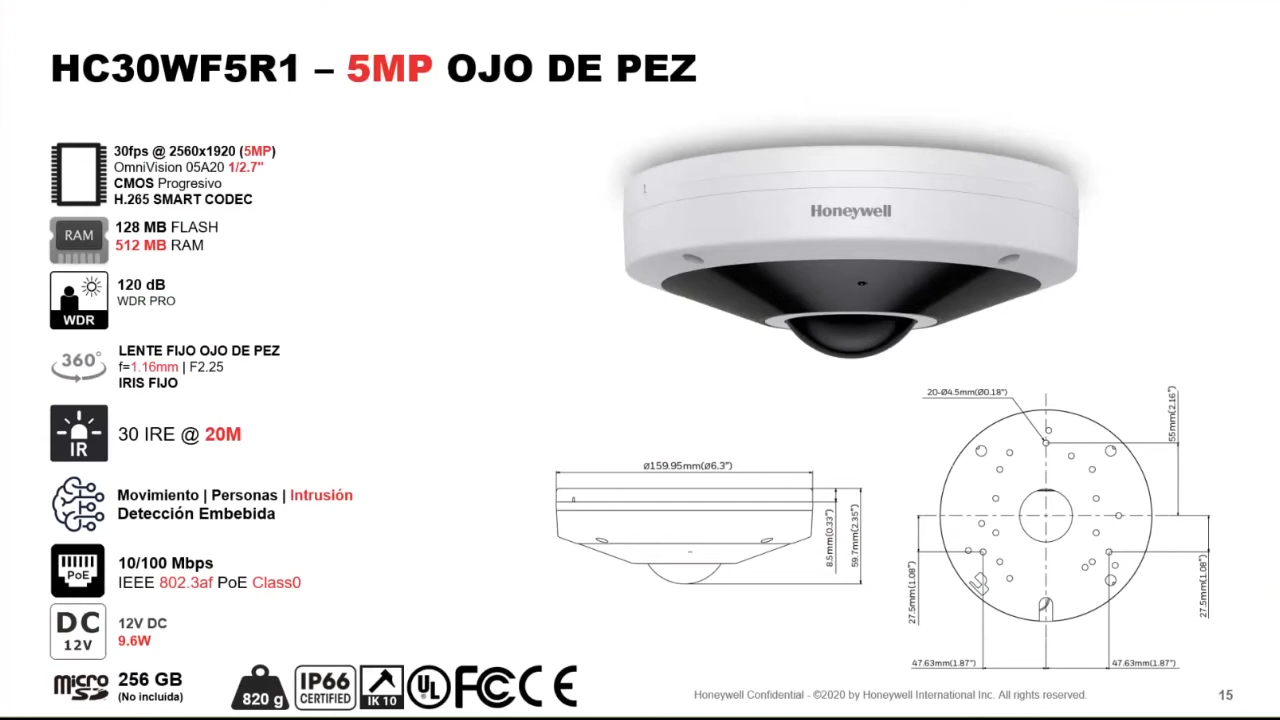 HC30WF5R1 – 5MP OJO DE PEZ
30fps @ 2560x1920 (5MP)
OmniVision 05A20 1/2.7"
CMOS Progresivo
H.265 SMART CODEC
RAM
128 MB FLASH
512 MB RAM
WDR
120 dB
WDR PRO
360°
LENTE FIJO OJO DE PEZ
f=1.16mm | F2.25
IRIS FIJO
IR
30 IRE @ 20M
Movimiento | Personas | Intrusión
Detección Embebida
PoE
10/100 Mbps
IEEE 802.3af PoE Class0
DC
12V
12V DC
9.6W
micro SD
256 GB
(No incluída)
820 g
IP66
CERTIFIED
IK 10
UL
FCC
CE
Honeywell
ø159.95mm(ø6.3")
8.5mm(0.33")
59.7mm(2.35")
20-Ø4.5mm(Ø0.18")
55mm(2.16")
27.5mm(1.08")
27.5mm(1.08")
47.63mm(1.87")
47.63mm(1.87")
Honeywell Confidential - ©2020 by Honeywell International Inc. All rights reserved.
15